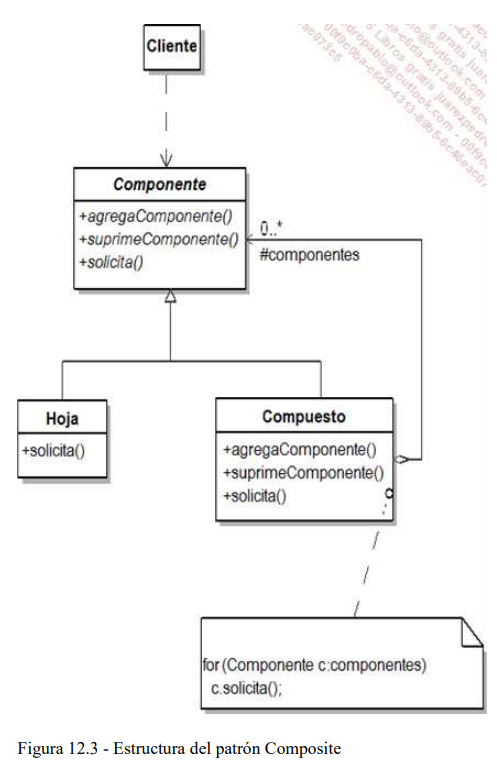 Cliente
Componente
+agregaComponente()
+suprimeComponente()
+solicita()
0..*
#componentes
Hoja
+solicita()
Compuesto
+agregaComponente()
+suprimeComponente()
+solicita()
for (Componente c:componentes)
c.solicita();
Figura 12.3 - Estructura del patrón Composite